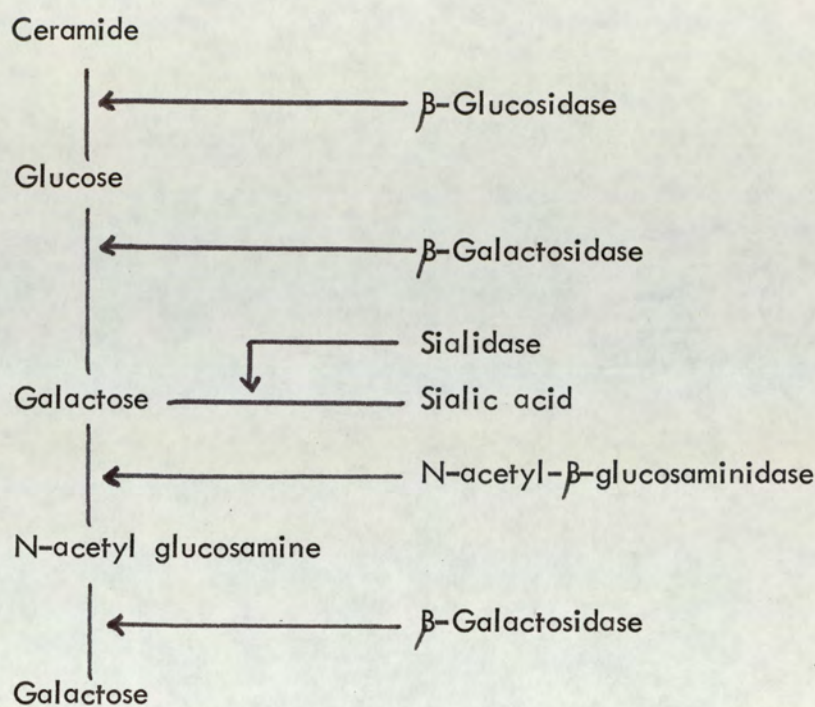 Ceramide
β-Glucosidase
Glucose
β-Galactosidase
Sialidase
Galactose
Sialic acid
N-acetyl-β-glucosaminidase
N-acetyl glucosamine
β-Galactosidase
Galactose